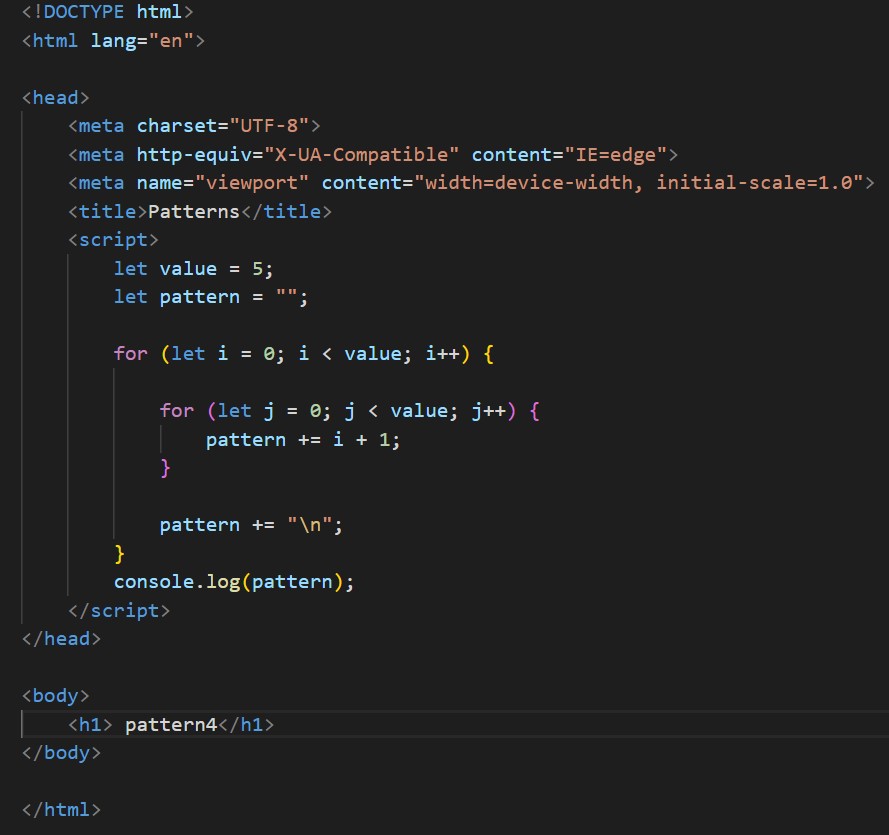 <!DOCTYPE html>
<html lang="en">
<head>
<meta charset="UTF-8">
<meta http-equiv="X-UA-Compatible" content="IE=edge">
<meta name="viewport" content="width=device-width, initial-scale=1.0">
<title>Patterns</title>
<script>
let value = 5;
let pattern = "";
for (let i = 0; i < value; i++) {
for (let j = 0; j < value; j++) {
pattern += i + 1;
}
pattern += "\n";
}
console.log(pattern);
</script>
</head>
<body>
<h1> pattern4</h1>
</body>
</html>